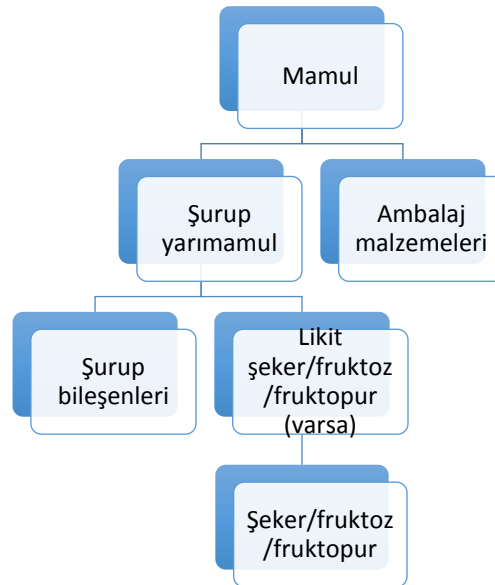 Mamul
Şurup
yarımamul
Ambalaj
malzemeleri
Şurup
bileşenleri
Likit
şeker/fruktoz
/fruktopur
(varsa)
Şeker/fruktoz
/fruktopur